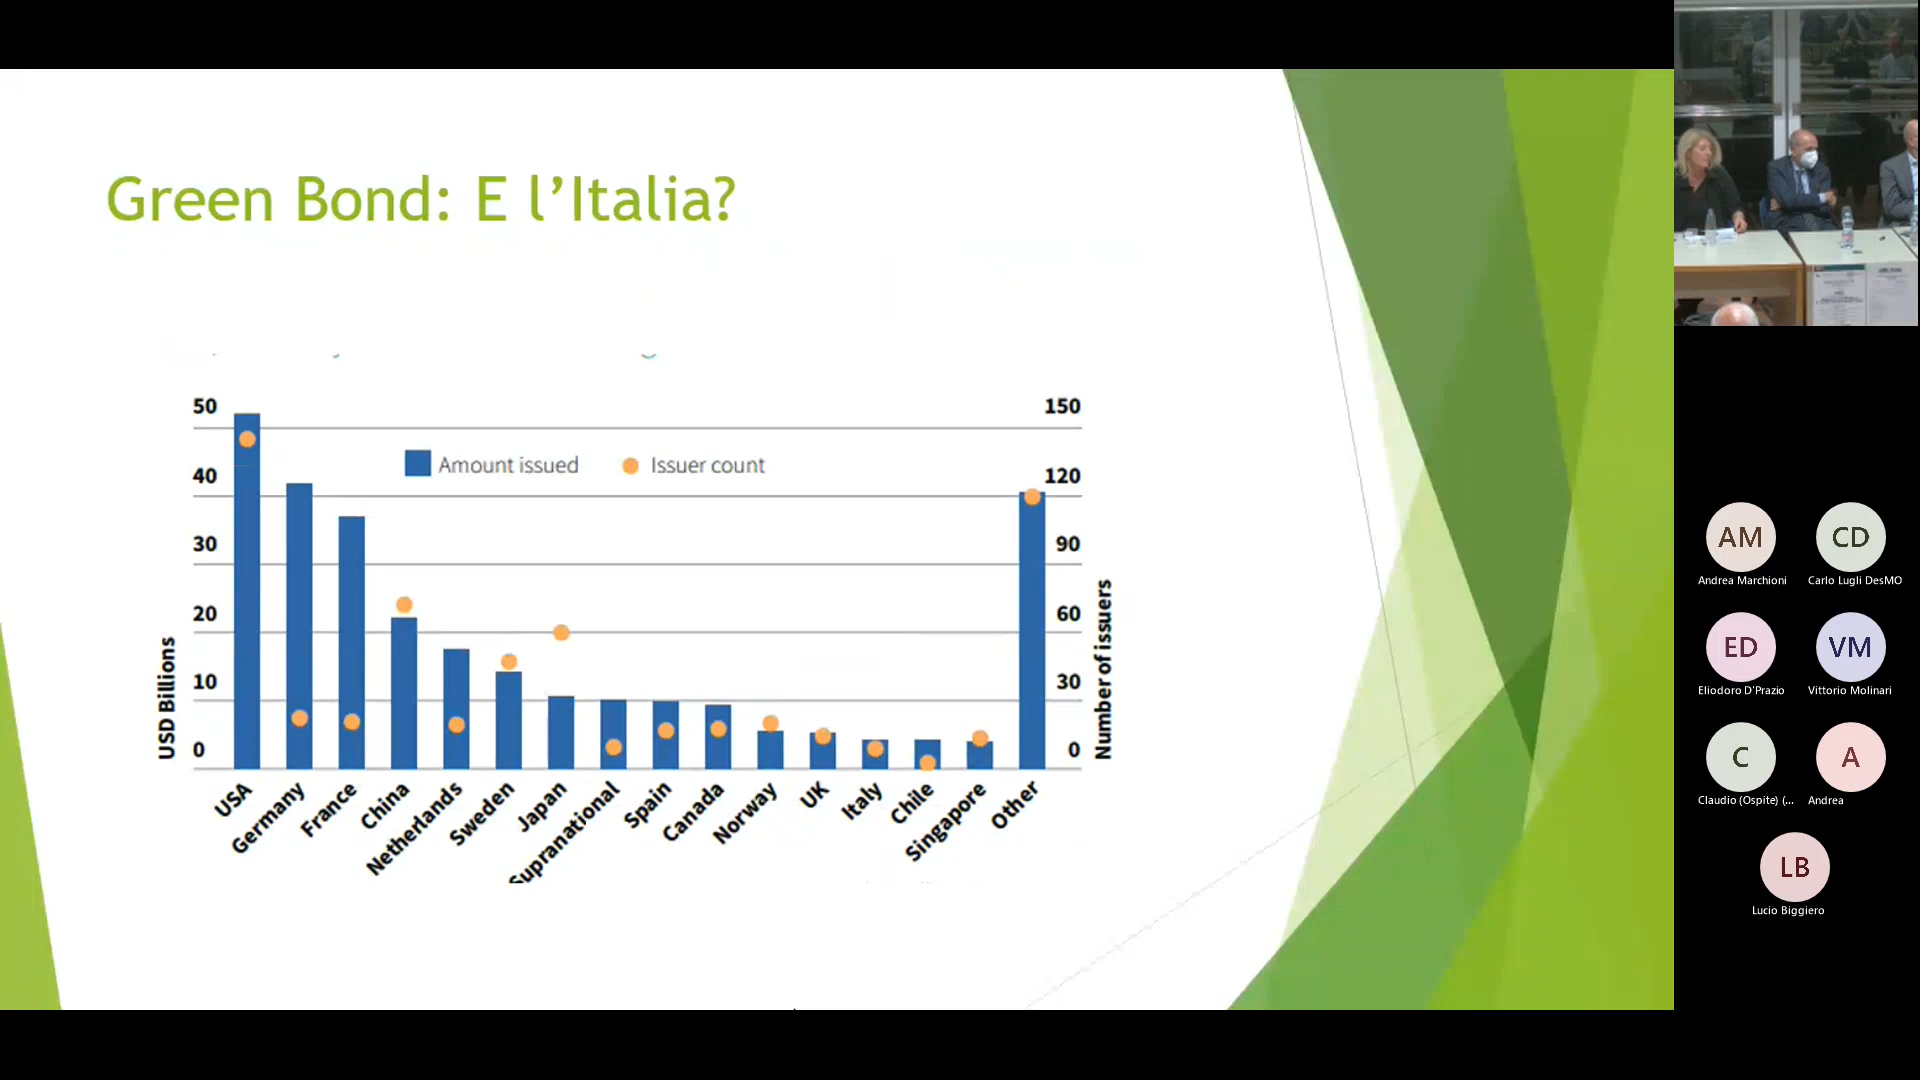 Green Bond: E l’Italia?
50
40
30
20
10
0
USD Billions
Amount issued
Issuer count
150
120
90
60
30
0
Number of issuers
USA
Germany
France
China
Netherlands
Sweden
Japan
Supranational
Spain
Canada
Norway
UK
Italy
Chile
Singapore
Other
AM
Andrea Marchioni
CD
Carlo Lugli DesMO
ED
Eliodoro D'Prazio
VM
Vittorio Molinari
C
Claudio (Ospite) (...
A
Andrea
LB
Lucio Biggiero